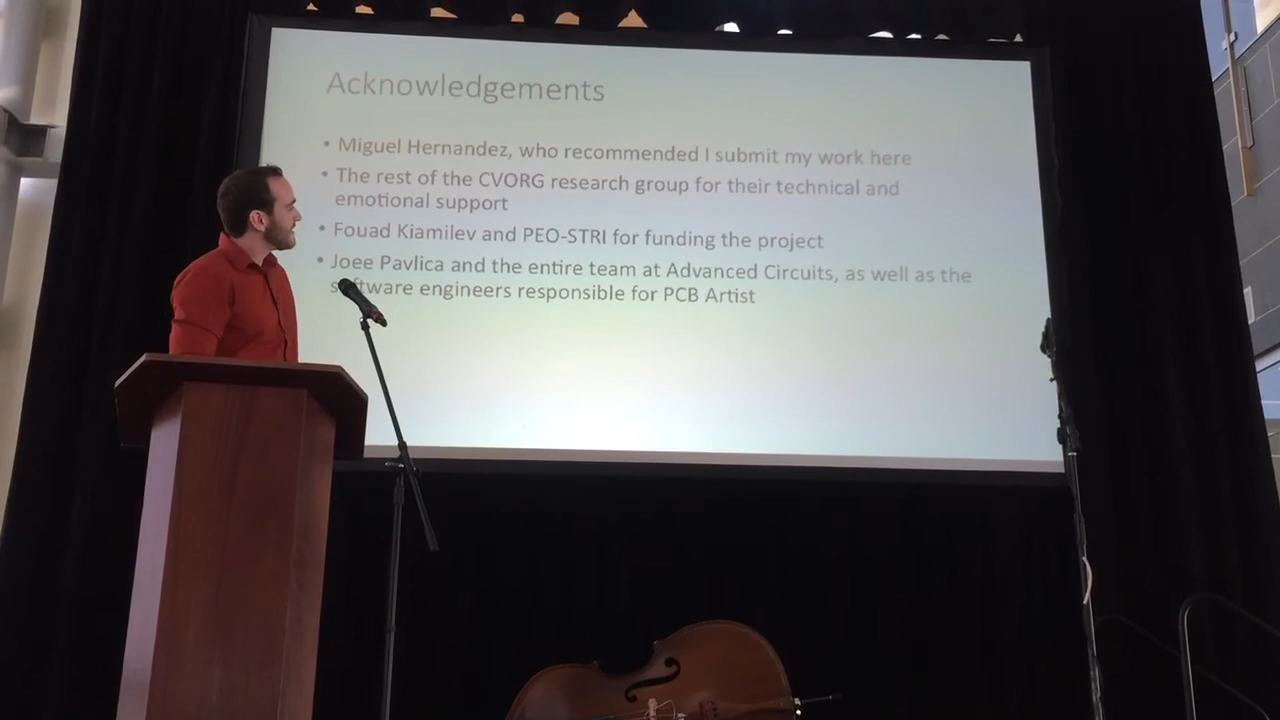 Acknowledgements
• Miguel Hernandez, who recommended I submit my work here
• The rest of the CVORG research group for their technical and
emotional support
• Fouad Kiamilev and PEO-STRI for funding the project
• Joee Pavlica and the entire team at Advanced Circuits, as well as the
software engineers responsible for PCB Artist